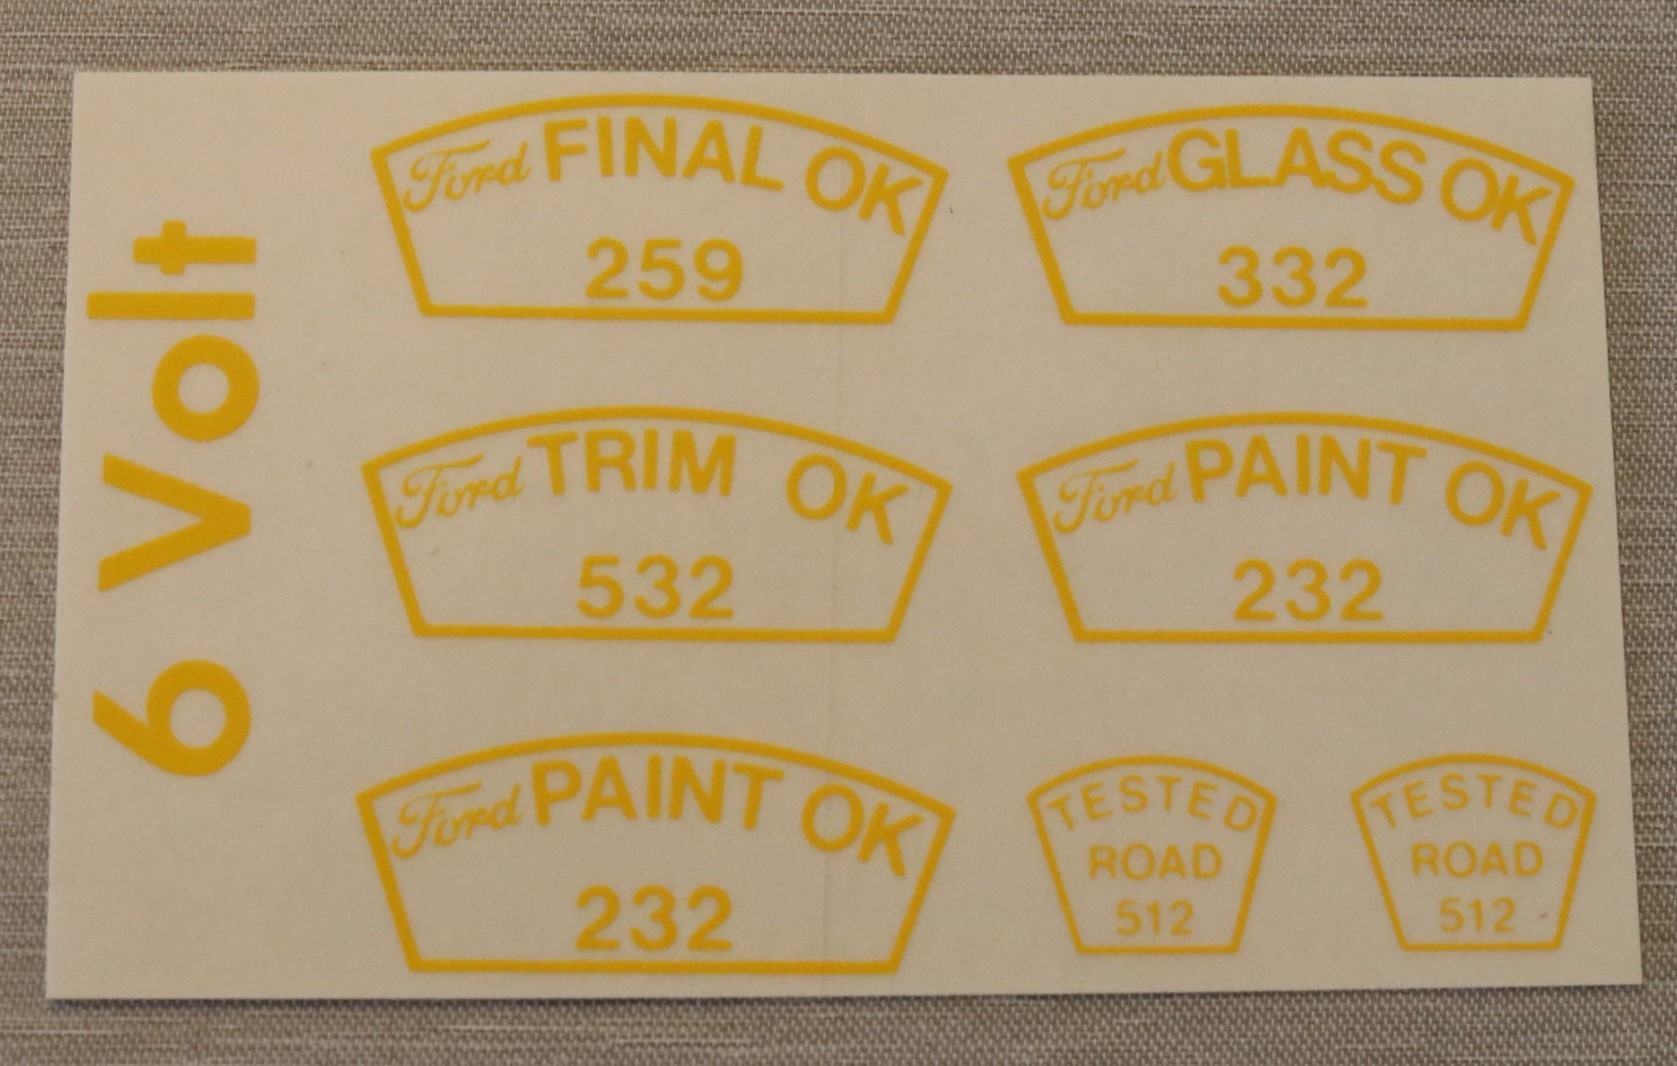 6 Volt
Ford FINAL OK
259
Ford GLASS OK
332
Ford TRIM OK
532
Ford PAINT OK
232
Ford PAINT OK
232
TESTED
ROAD
512
TESTED
ROAD
512